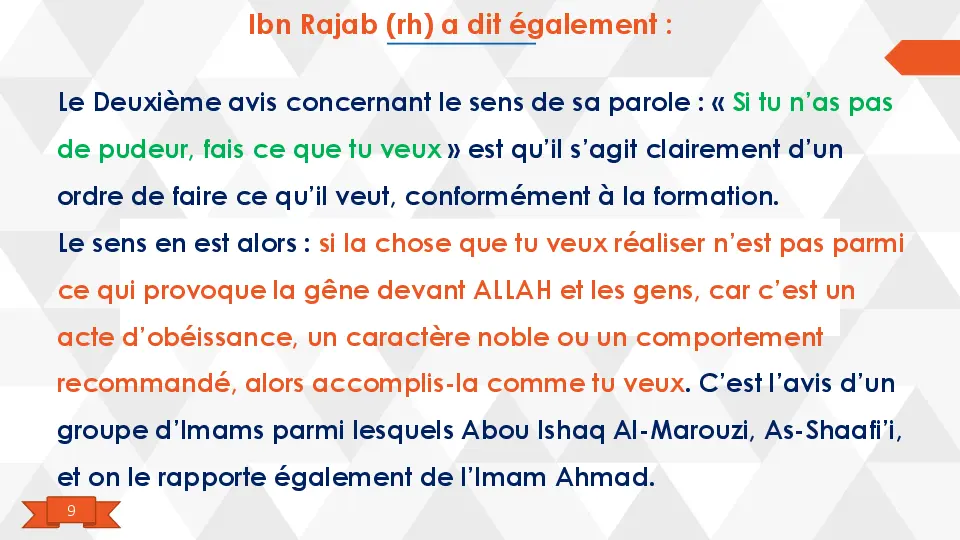 Ibn Rajab (rh) a dit également :
Le Deuxième avis concernant le sens de sa parole : « Si tu n’as pas
de pudeur, fais ce que tu veux » est qu’il s’agit clairement d’un
ordre de faire ce qu’il veut, conformément à la formation.
Le sens en est alors : si la chose que tu veux réaliser n’est pas parmi
ce qui provoque la gêne devant ALLAH et les gens, car c’est un
acte d’obéissance, un caractère noble ou un comportement
recommandé, alors accomplis-la comme tu veux. C’est l’avis d’un
groupe d’Imams parmi lesquels Abou Ishaq Al-Marouzi, As-Shaafi’i,
et on le rapporte également de l’Imam Ahmad.
9